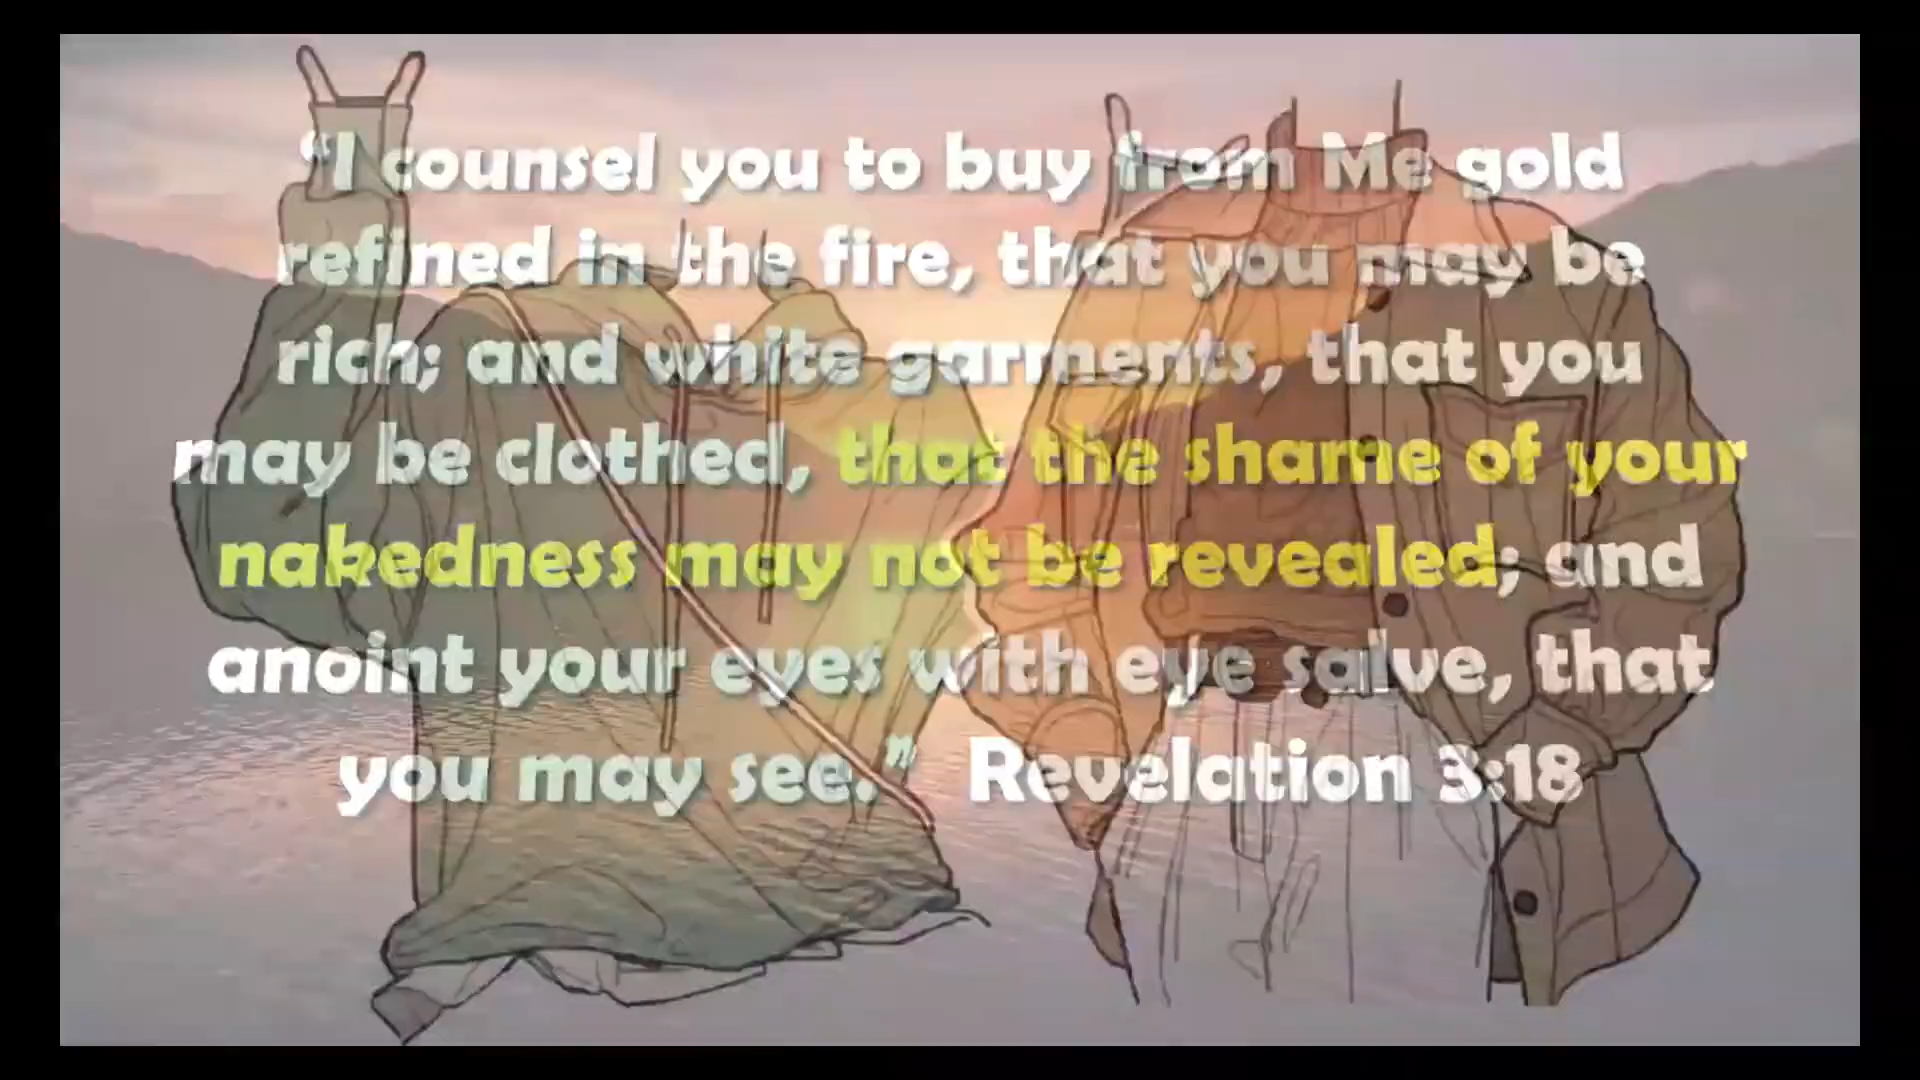 “I counsel you to buy from Me gold
refined in the fire, that you may be
rich; and white garments, that you
may be clothed, that the shame of your
nakedness may not be revealed; and
anoint your eyes with eye salve, that
you may see.” Revelation 3:18